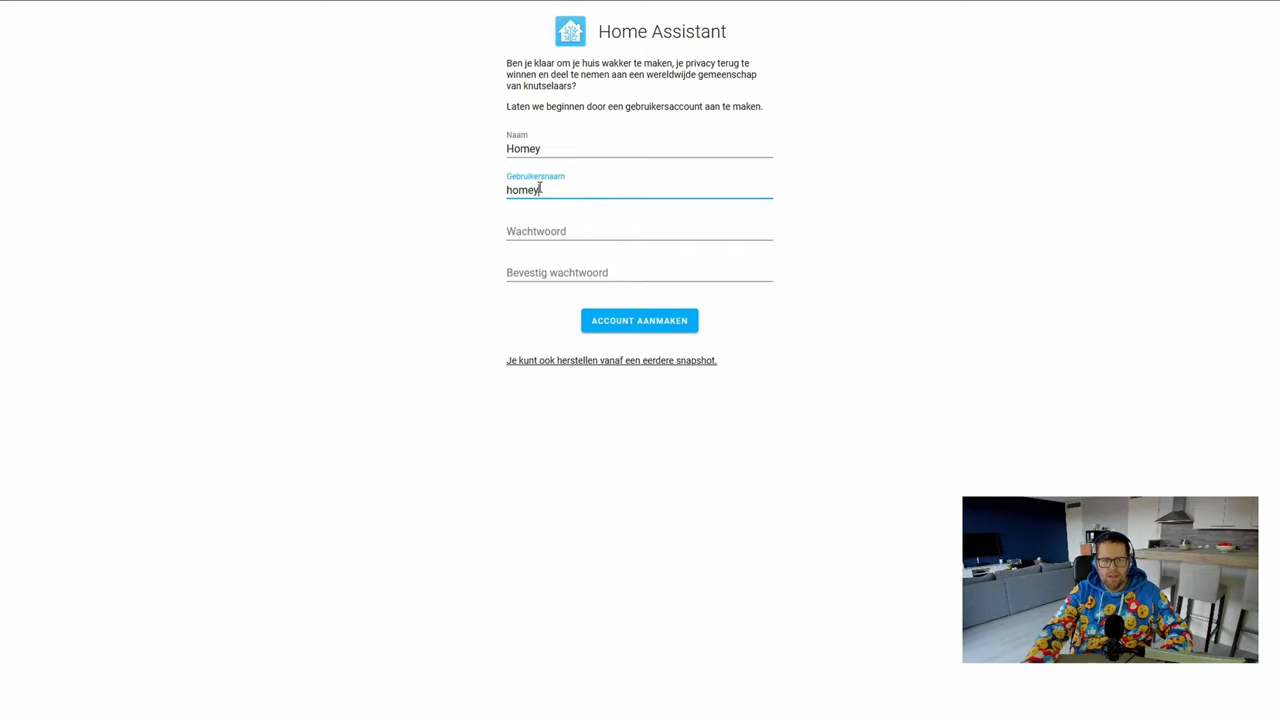 Home Assistant
Ben je klaar om je huis wakker te maken, je privacy terug te
winnen en deel te nemen aan een wereldwijde gemeenschap
van knutselaars?
Laten we beginnen door een gebruikersaccount aan te maken.
Naam
Homey
Gebruikersnaam
homey
Wachtwoord
Bevestig wachtwoord
ACCOUNT AANMAKEN
Je kunt ook herstellen vanaf een eerdere snapshot.